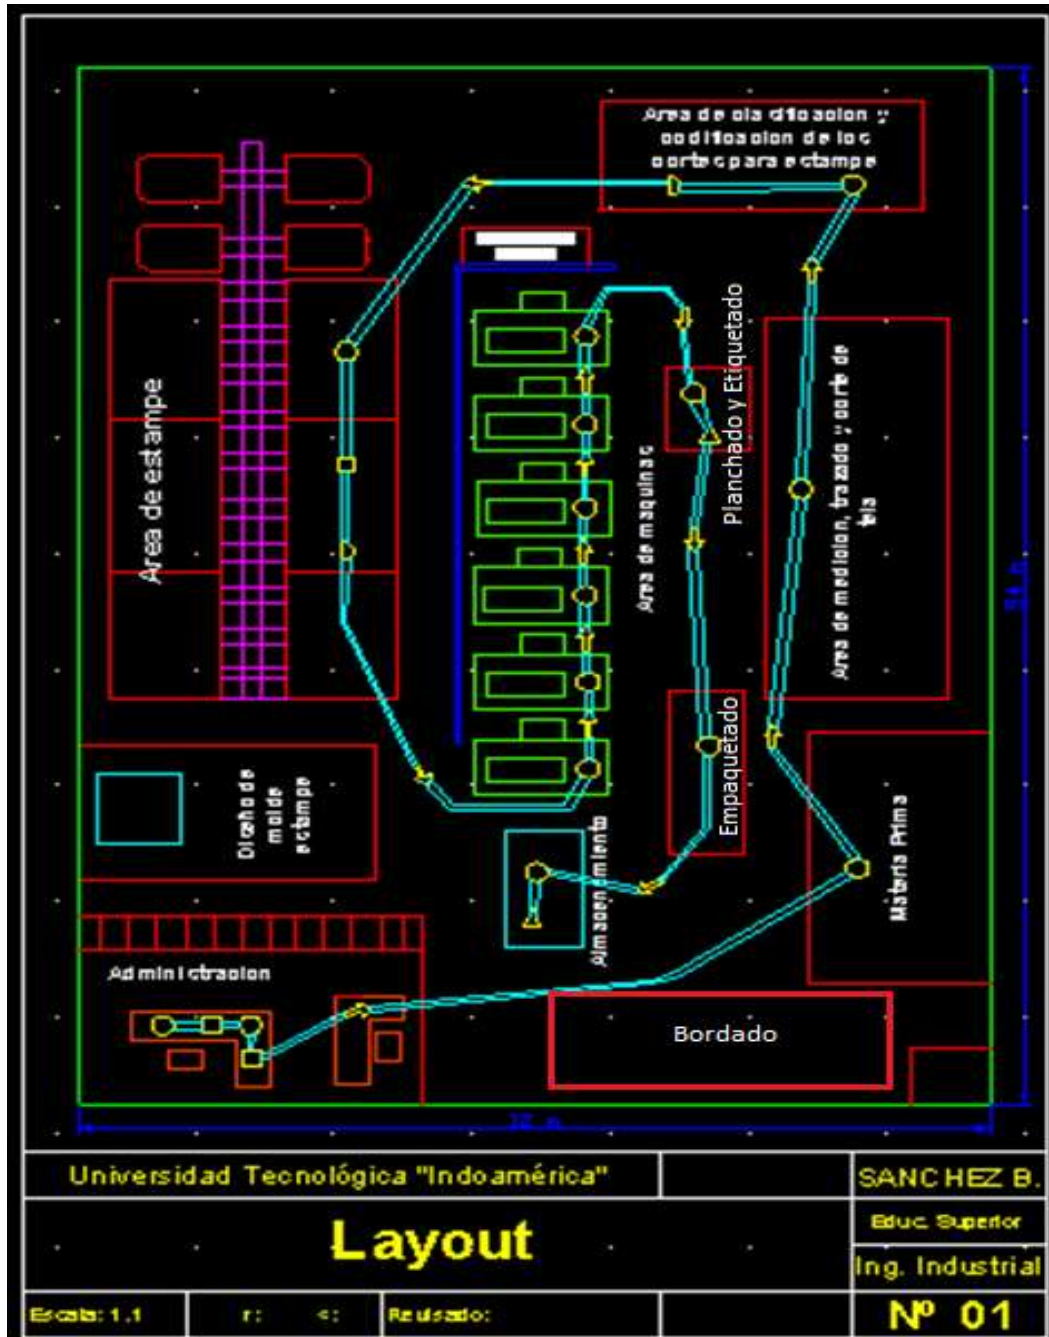 Area de clasificacion y
codificacion de los
cortes para estampe
Planchado y Etiquetado
Area de estampe
Area de maquinas
Area de medicion, trazado y corte de
tela
Empaquetado
Diseño de
molde
estampe
Almacenamiento
Materia Prima
Administracion
Bordado
Universidad Tecnológica "Indoamérica"
SANCHEZ B.
Layout
Educ. Superior
Ing. Industrial
Escala: 1.1
Revisado:
Nº 01